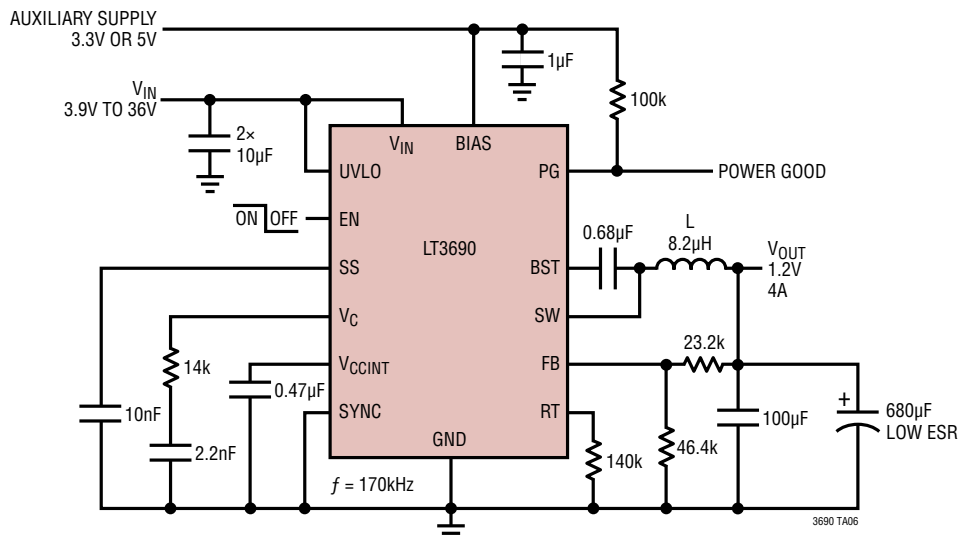 AUXILIARY SUPPLY
3.3V OR 5V
1µF
100k
VIN
3.9V TO 36V
2×
10µF
VIN
BIAS
UVLO
PG
POWER GOOD
ON
OFF
EN
LT3690
0.68µF
L
8.2µH
VOUT
1.2V
4A
SS
BST
VC
SW
14k
VCCINT
FB
23.2k
0.47µF
10nF
SYNC
RT
100µF
+
680µF
LOW ESR
2.2nF
GND
140k
46.4k
ƒ = 170kHz
3690 TA06